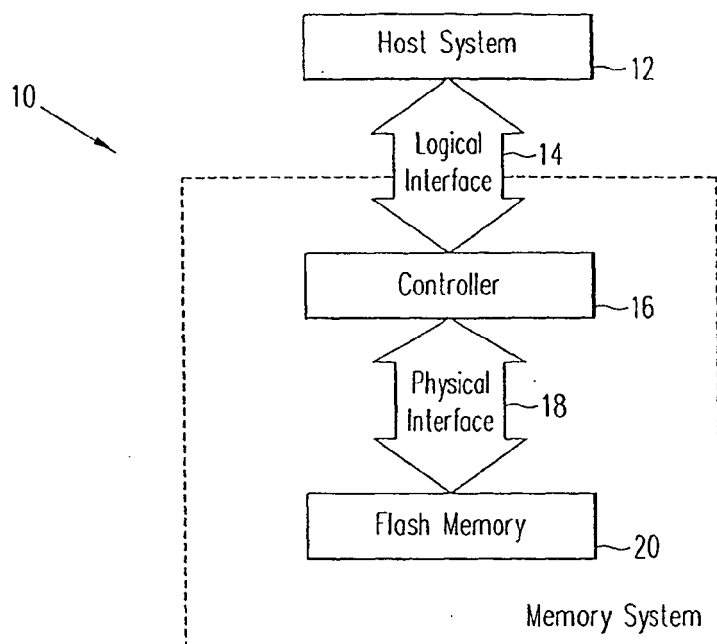 Host System
12
10
Logical
Interface
14
Controller
16
Physical
Interface
18
Flash Memory
20
Memory System